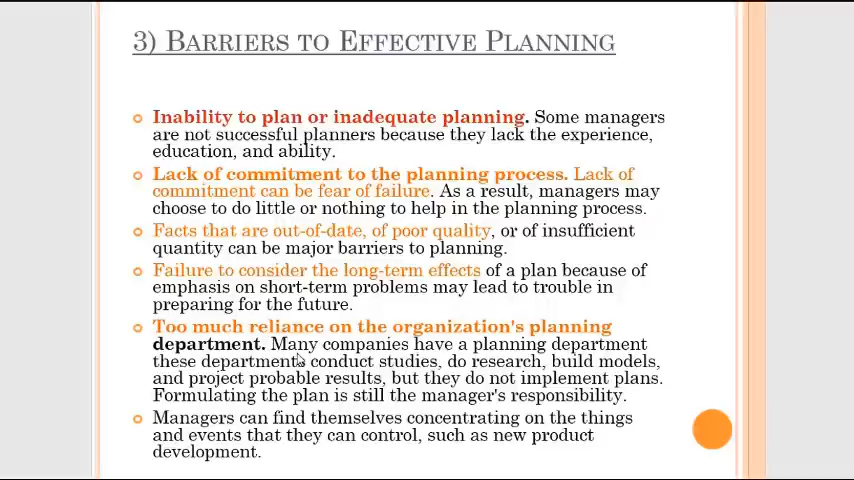 3) BARRIERS TO EFFECTIVE PLANNING
Inability to plan or inadequate planning. Some managers
are not successful planners because they lack the experience,
education, and ability.
Lack of commitment to the planning process. Lack of
commitment can be fear of failure. As a result, managers may
choose to do little or nothing to help in the planning process.
Facts that are out-of-date, of poor quality, or of insufficient
quantity can be major barriers to planning.
Failure to consider the long-term effects of a plan because of
emphasis on short-term problems may lead to trouble in
preparing for the future.
Too much reliance on the organization's planning
department. Many companies have a planning department
these departments conduct studies, do research, build models,
and project probable results, but they do not implement plans.
Formulating the plan is still the manager's responsibility.
Managers can find themselves concentrating on the things
and events that they can control, such as new product
development.